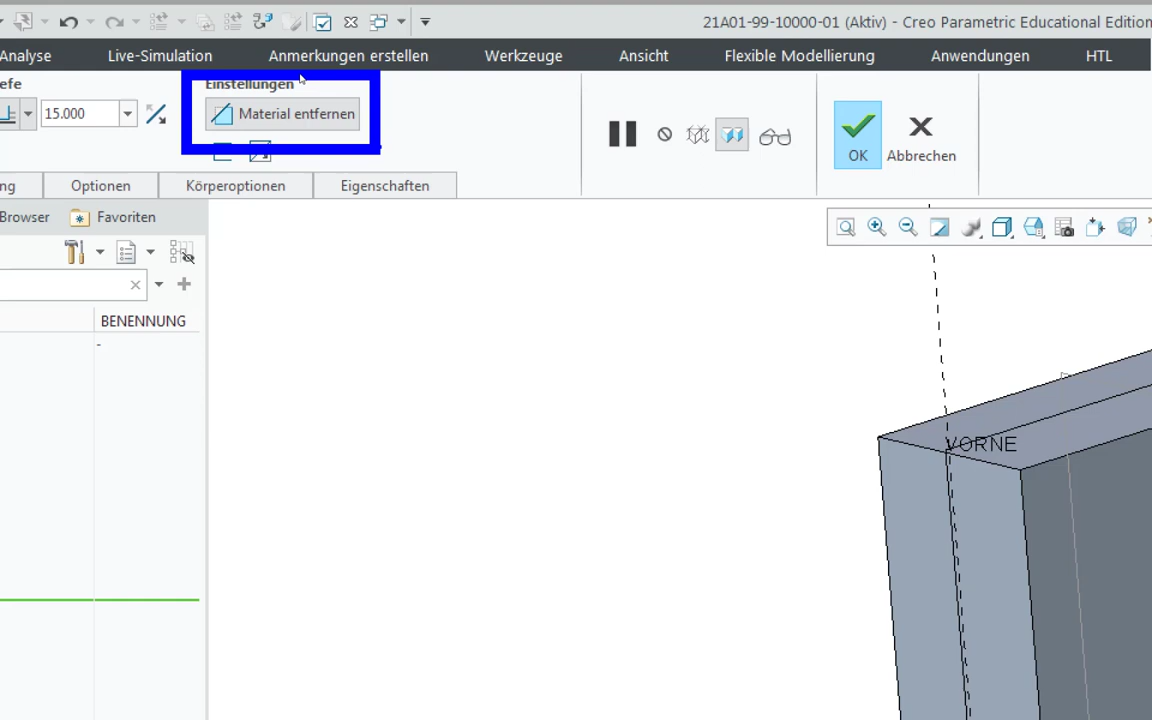 21A01-99-10000-01 (Aktiv) - Creo Parametric Educational Edition
Analyse
Live-Simulation
Anmerkungen erstellen
Werkzeuge
Ansicht
Flexible Modellierung
Anwendungen
HTL
efe
Einstellungen
15.000
Material entfernen
OK
Abbrechen
ng
Optionen
Körperoptionen
Eigenschaften
Browser
Favoriten
BENENNUNG
-
VORNE